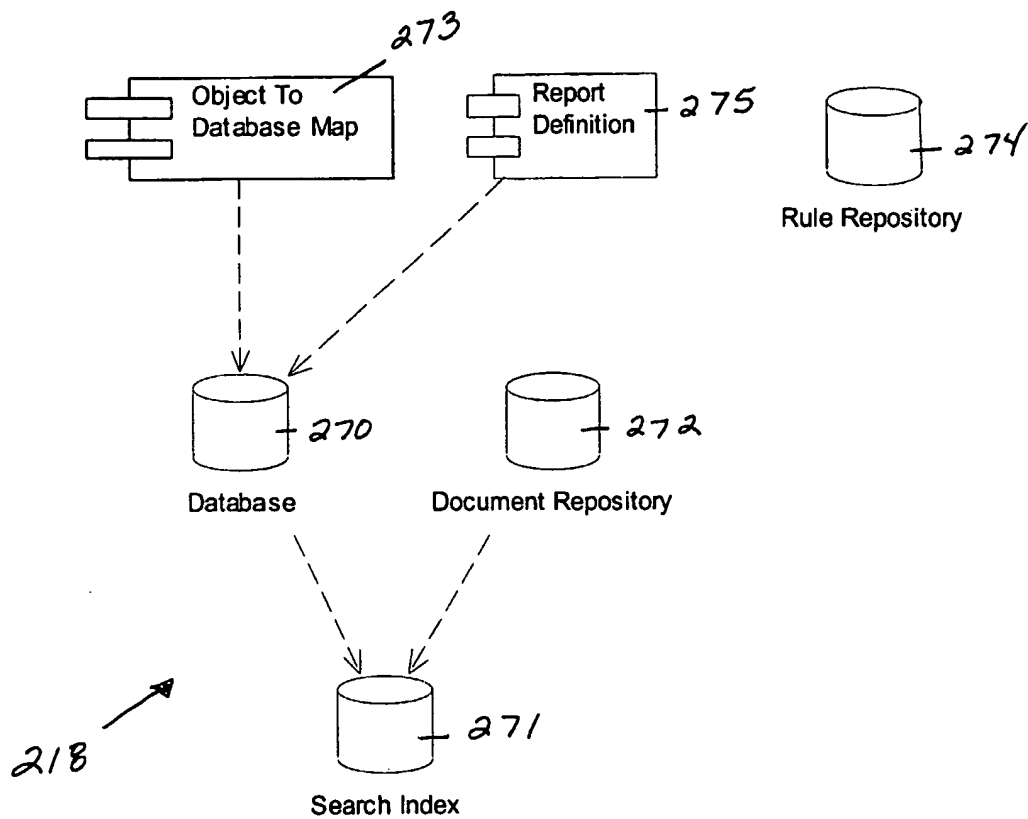 273
Object To
Database Map
Report
Definition
275
274
Rule Repository
270
272
Database
Document Repository
271
218
Search Index